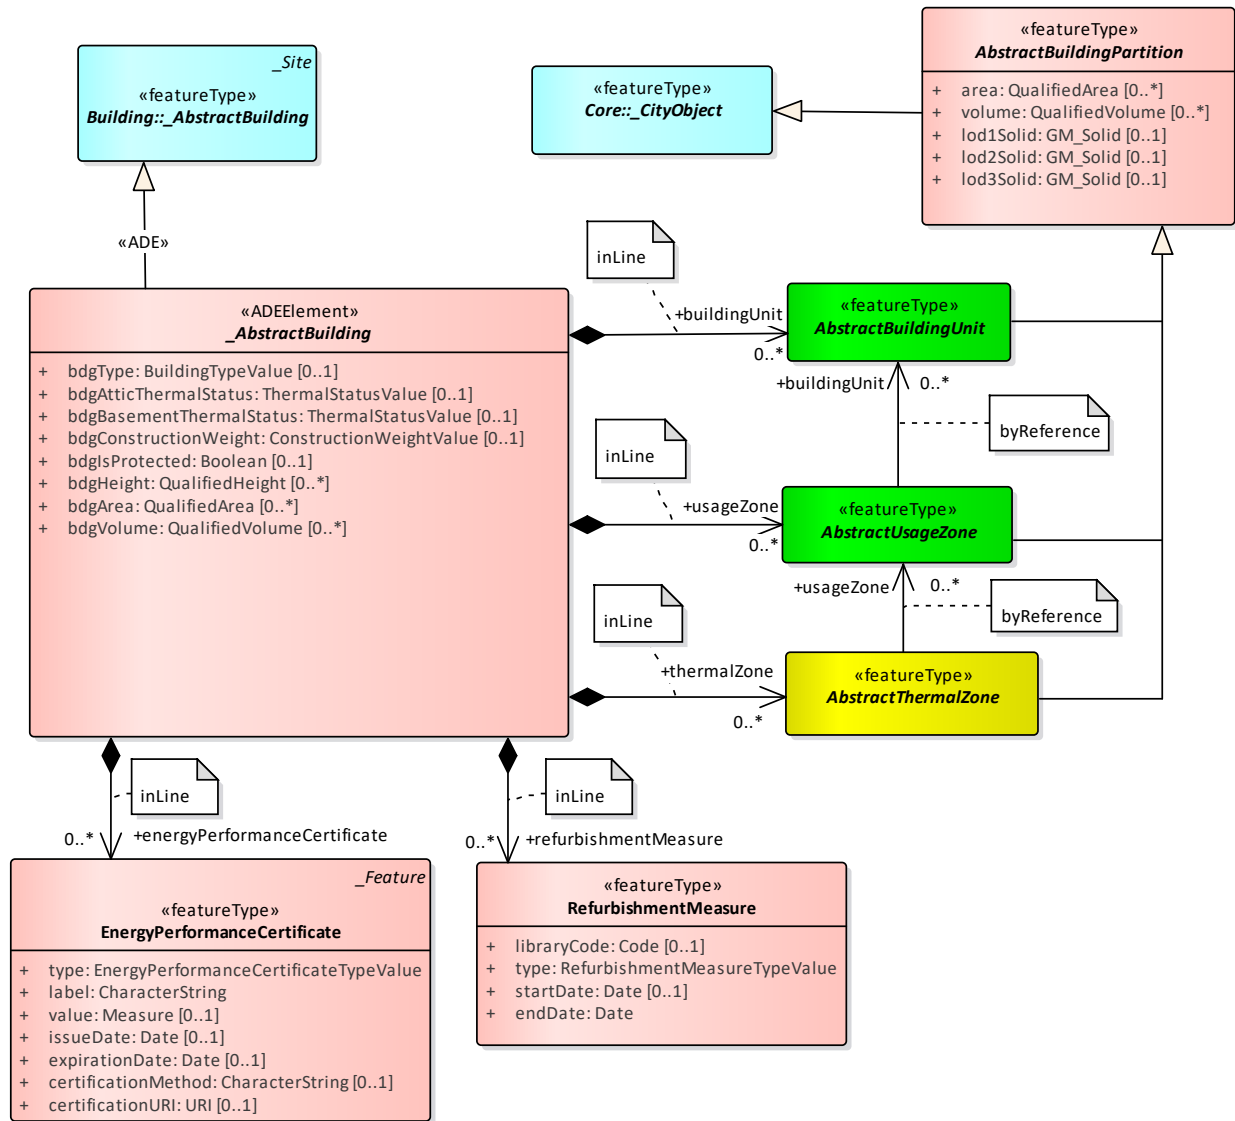 _Site
«featureType»
Building::_AbstractBuilding
«featureType»
Core::_CityObject
«featureType»
AbstractBuildingPartition
+ area: QualifiedArea [0..*]
+ volume: QualifiedVolume [0..*]
+ lod1Solid: GM_Solid [0..1]
+ lod2Solid: GM_Solid [0..1]
+ lod3Solid: GM_Solid [0..1]
«ADE»
inLine
«ADEElement»
_AbstractBuilding
+ bdgType: BuildingTypeValue [0..1]
+ bdgAtticThermalStatus: ThermalStatusValue [0..1]
+ bdgBasementThermalStatus: ThermalStatusValue [0..1]
+ bdgConstructionWeight: ConstructionWeightValue [0..1]
+ bdgIsProtected: Boolean [0..1]
+ bdgHeight: QualifiedHeight [0..*]
+ bdgArea: QualifiedArea [0..*]
+ bdgVolume: QualifiedVolume [0..*]
+buildingUnit
0..*
«featureType»
AbstractBuildingUnit
+buildingUnit
0..*
byReference
inLine
+usageZone
0..*
«featureType»
AbstractUsageZone
+usageZone
0..*
byReference
inLine
+thermalZone
0..*
«featureType»
AbstractThermalZone
inLine
0..*
+energyPerformanceCertificate
inLine
0..*
+refurbishmentMeasure
_Feature
«featureType»
EnergyPerformanceCertificate
+ type: EnergyPerformanceCertificateTypeValue
+ label: CharacterString
+ value: Measure [0..1]
+ issueDate: Date [0..1]
+ expirationDate: Date [0..1]
+ certificationMethod: CharacterString [0..1]
+ certificationURI: URI [0..1]
«featureType»
RefurbishmentMeasure
+ libraryCode: Code [0..1]
+ type: RefurbishmentMeasureTypeValue
+ startDate: Date [0..1]
+ endDate: Date